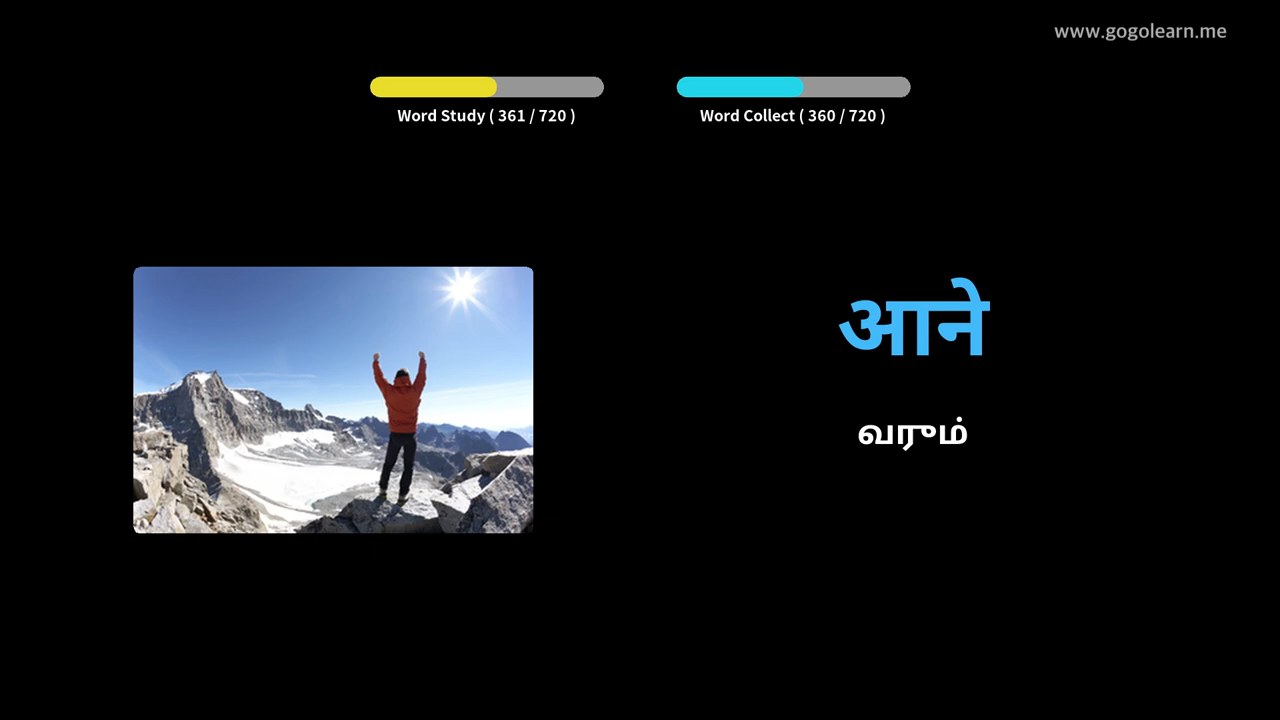 www.gogolearn.me
Word Study ( 361 / 720 )
Word Collect ( 360 / 720 )
आने
வரும்